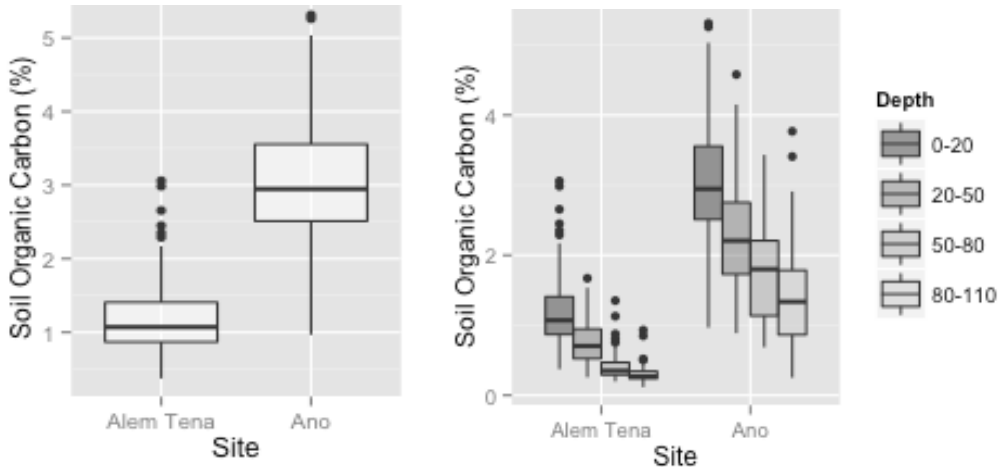 Soil Organic Carbon (%)
5
4
3
2
1
Alem Tena
Ano
Site
Soil Organic Carbon (%)
4
2
0
Alem Tena
Ano
Site
Depth
0-20
20-50
50-80
80-110